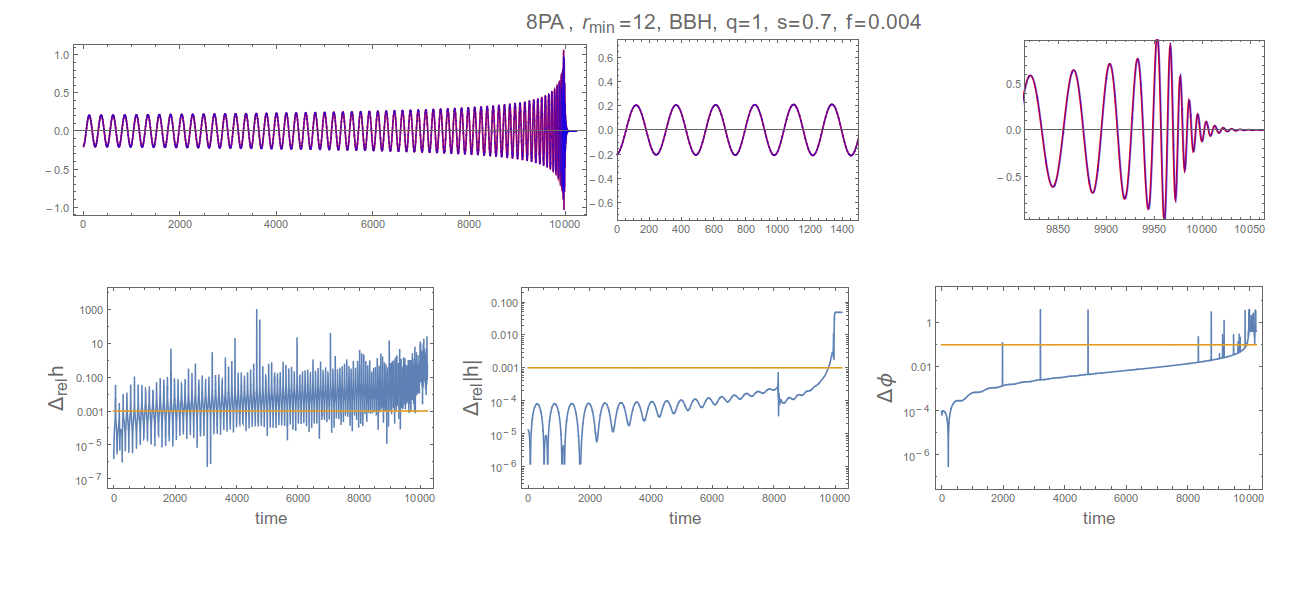 8PA , r_min =12, BBH, q=1, s=0.7, f=0.004
1.0
0.5
0.0
-0.5
-1.0
0 2000 4000 6000 8000 10000
0.6
0.4
0.2
0.0
-0.2
-0.4
-0.6
0 200 400 600 800 1000 1200 1400
0.5
0.0
-0.5
9850 9900 9950 10000 10050
Δ_rel h
1000
10
0.100
0.001
10^-5
10^-7
0 2000 4000 6000 8000 10000
time
Δ_rel|h|
0.100
0.010
0.001
10^-4
10^-5
10^-6
0 2000 4000 6000 8000 10000
time
Δϕ
1
0.01
10^-4
10^-6
0 2000 4000 6000 8000 10000
time